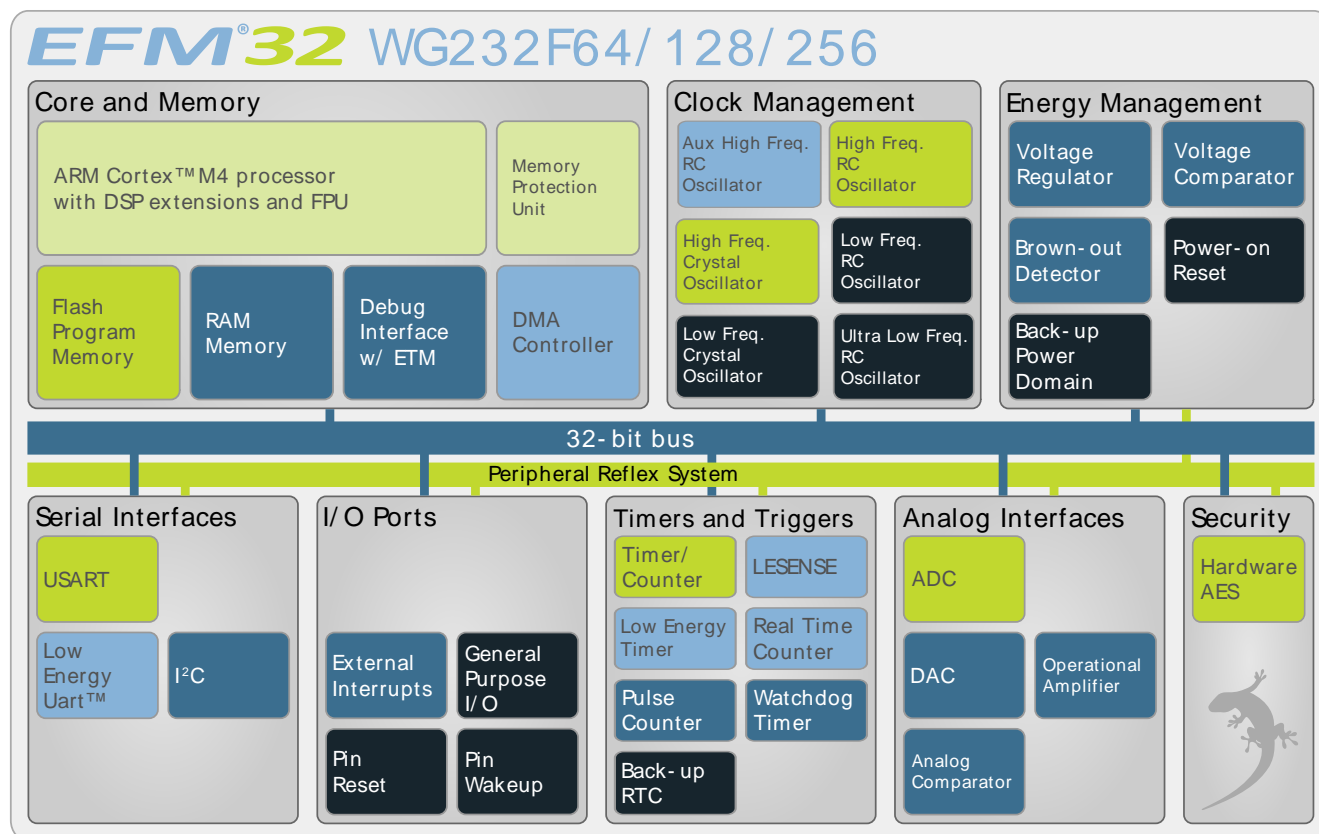 EFM®32 WG232F64/128/256
Core and Memory
ARM Cortex™ M4 processor
with DSP extensions and FPU
Memory
Protection
Unit
Flash
Program
Memory
RAM
Memory
Debug
Interface
w/ ETM
DMA
Controller
Clock Management
Aux High Freq.
RC
Oscillator
High Freq.
RC
Oscillator
High Freq.
Crystal
Oscillator
Low Freq.
RC
Oscillator
Low Freq.
Crystal
Oscillator
Ultra Low Freq.
RC
Oscillator
Energy Management
Voltage
Regulator
Voltage
Comparator
Brown-out
Detector
Power-on
Reset
Back-up
Power
Domain
32-bit bus
Peripheral Reflex System
Serial Interfaces
USART
Low
Energy
Uart™
I²C
I/O Ports
External
Interrupts
General
Purpose
I/O
Pin
Reset
Pin
Wakeup
Timers and Triggers
Timer/
Counter
LESENSE
Low Energy
Timer
Real Time
Counter
Pulse
Counter
Watchdog
Timer
Back-up
RTC
Analog Interfaces
ADC
DAC
Operational
Amplifier
Analog
Comparator
Security
Hardware
AES